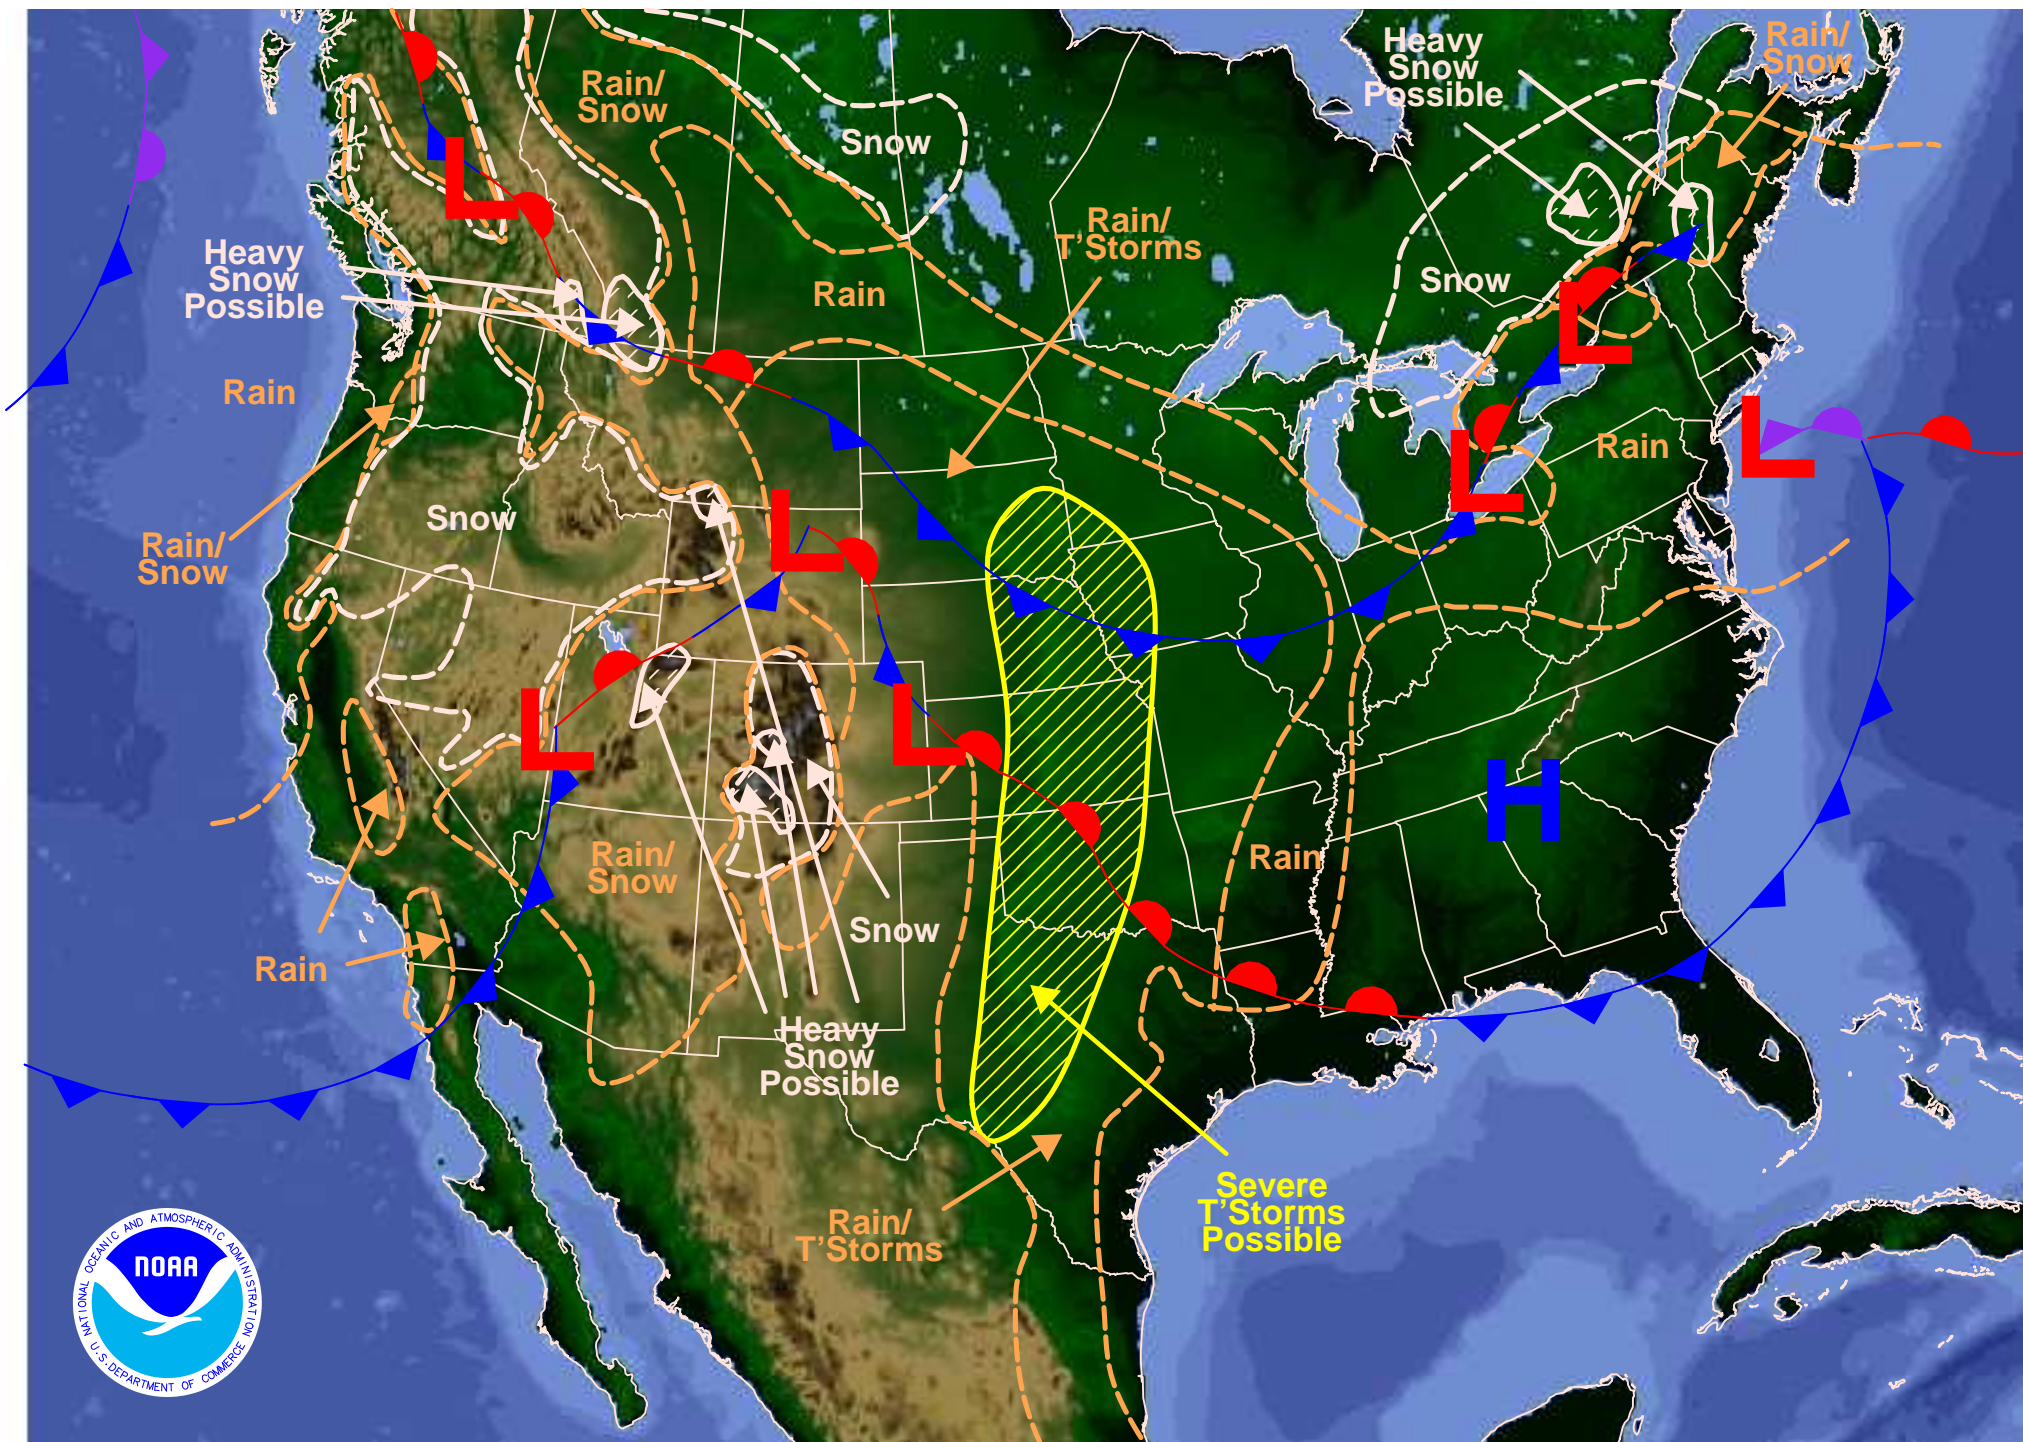 Heavy
Snow
Possible
Rain/
Snow
Rain/
Snow
Snow
Rain/
T'Storms
Heavy
Snow
Possible
Rain
Snow
Rain
Rain
Snow
Rain/
Snow
Rain/
Snow
Rain
H
Snow
Rain
Heavy
Snow
Possible
Severe
T'Storms
Possible
Rain/
T'Storms
L
L
L
L
L
L
L
NATIONAL OCEANIC AND ATMOSPHERIC ADMINISTRATION
NOAA
U.S. DEPARTMENT OF COMMERCE